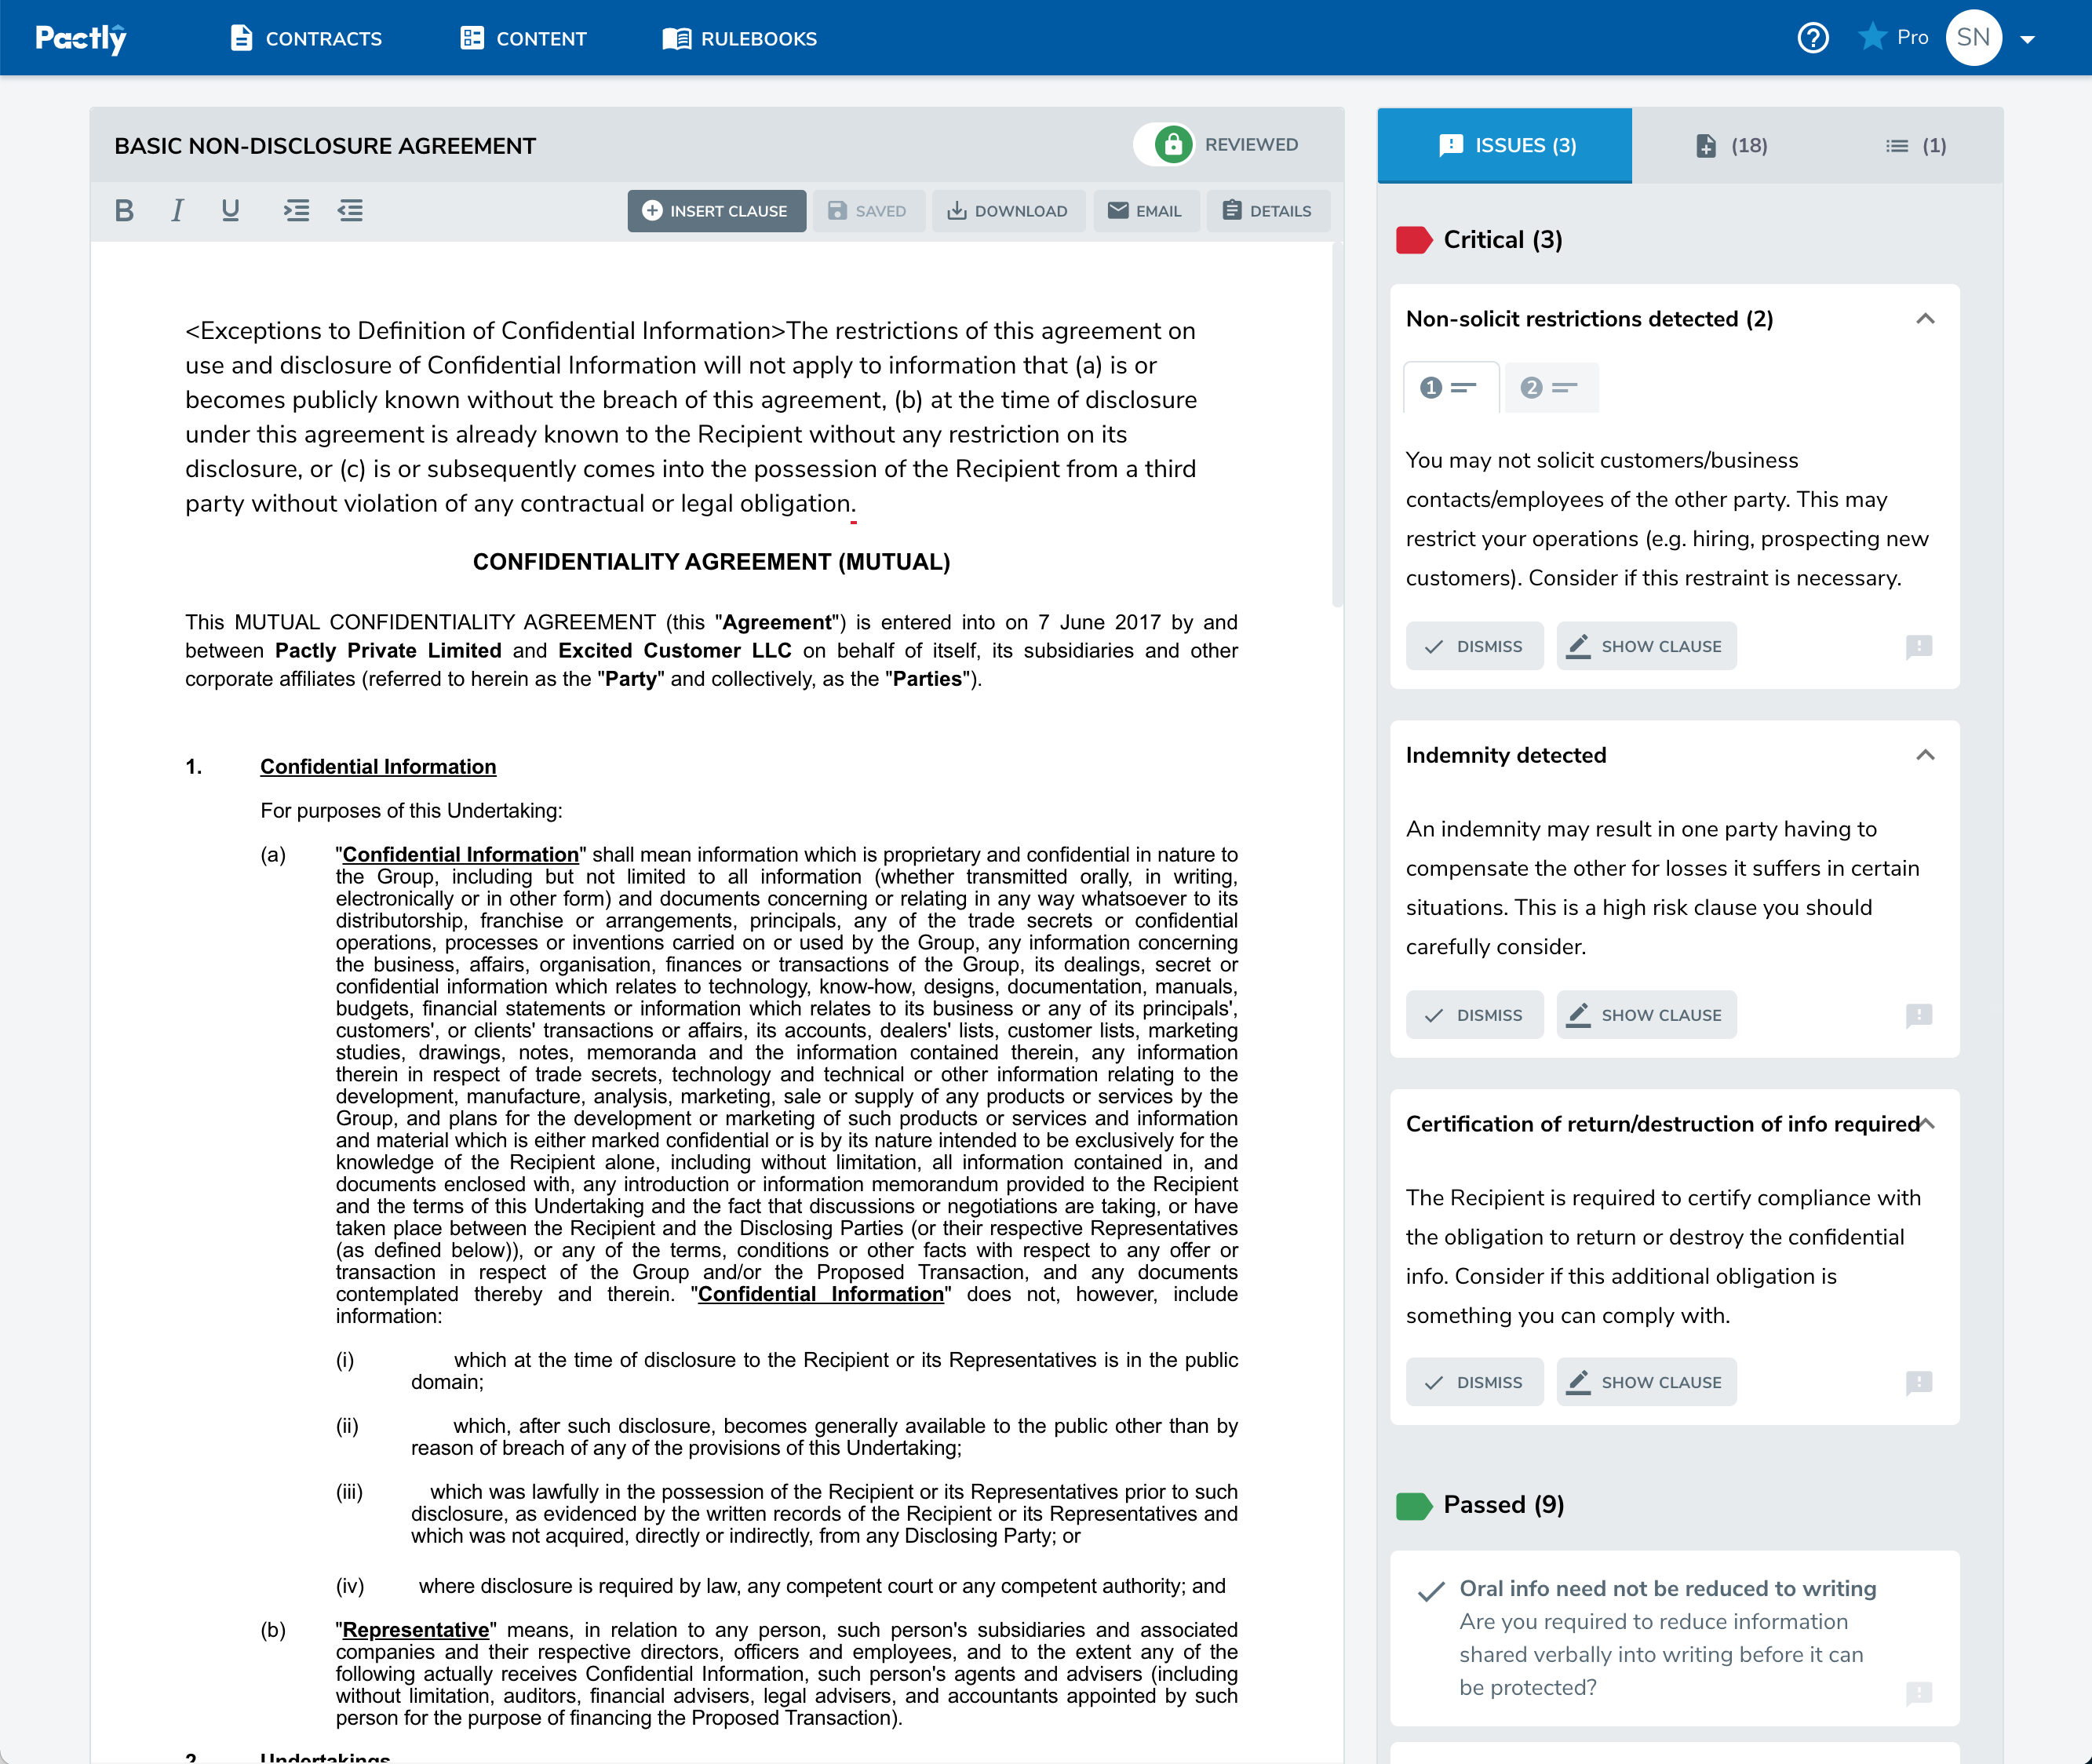 Pactly
CONTRACTS
CONTENT
RULEBOOKS
Pro
SN
BASIC NON-DISCLOSURE AGREEMENT
REVIEWED
B I U
INSERT CLAUSE
SAVED
DOWNLOAD
EMAIL
DETAILS
<Exceptions to Definition of Confidential Information>The restrictions of this agreement on
use and disclosure of Confidential Information will not apply to information that (a) is or
becomes publicly known without the breach of this agreement, (b) at the time of disclosure
under this agreement is already known to the Recipient without any restriction on its
disclosure, or (c) is or subsequently comes into the possession of the Recipient from a third
party without violation of any contractual or legal obligation.
CONFIDENTIALITY AGREEMENT (MUTUAL)
This MUTUAL CONFIDENTIALITY AGREEMENT (this "Agreement") is entered into on 7 June 2017 by and
between Pactly Private Limited and Excited Customer LLC on behalf of itself, its subsidiaries and other
corporate affiliates (referred to herein as the "Party" and collectively, as the "Parties").
1. Confidential Information
For purposes of this Undertaking:
(a) "Confidential Information" shall mean information which is proprietary and confidential in nature to
the Group, including but not limited to all information (whether transmitted orally, in writing,
electronically or in other form) and documents concerning or relating in any way whatsoever to its
distributorship, franchise or arrangements, principals, any of the trade secrets or confidential
operations, processes or inventions carried on or used by the Group, any information concerning
the business, affairs, organisation, finances or transactions of the Group, its dealings, secret or
confidential information which relates to technology, know-how, designs, documentation, manuals,
budgets, financial statements or information which relates to its business or any of its principals',
customers', or clients' transactions or affairs, its accounts, dealers' lists, customer lists, marketing
studies, drawings, notes, memoranda and the information contained therein, any information
therein in respect of trade secrets, technology and technical or other information relating to the
development, manufacture, analysis, marketing, sale or supply of any products or services by the
Group, and plans for the development or marketing of such products or services and information
and material which is either marked confidential or is by its nature intended to be exclusively for the
knowledge of the Recipient alone, including without limitation, all information contained in, and
documents enclosed with, any introduction or information memorandum provided to the Recipient
and the terms of this Undertaking and the fact that discussions or negotiations are taking, or have
taken place between the Recipient and the Disclosing Parties (or their respective Representatives
(as defined below)), or any of the terms, conditions or other facts with respect to any offer or
transaction in respect of the Group and/or the Proposed Transaction, and any documents
contemplated thereby and therein. "Confidential Information" does not, however, include
information:
(i) which at the time of disclosure to the Recipient or its Representatives is in the public
domain;
(ii) which, after such disclosure, becomes generally available to the public other than by
reason of breach of any of the provisions of this Undertaking;
(iii) which was lawfully in the possession of the Recipient or its Representatives prior to such
disclosure, as evidenced by the written records of the Recipient or its Representatives and
which was not acquired, directly or indirectly, from any Disclosing Party; or
(iv) where disclosure is required by law, any competent court or any competent authority; and
(b) "Representative" means, in relation to any person, such person's subsidiaries and associated
companies and their respective directors, officers and employees, and to the extent any of the
following actually receives Confidential Information, such person's agents and advisers (including
without limitation, auditors, financial advisers, legal advisers, and accountants appointed by such
person for the purpose of financing the Proposed Transaction).
2. Undertakings
ISSUES (3)
(18)
(1)
Critical (3)
Non-solicit restrictions detected (2)
1
2
You may not solicit customers/business
contacts/employees of the other party. This may
restrict your operations (e.g. hiring, prospecting new
customers). Consider if this restraint is necessary.
DISMISS
SHOW CLAUSE
Indemnity detected
An indemnity may result in one party having to
compensate the other for losses it suffers in certain
situations. This is a high risk clause you should
carefully consider.
DISMISS
SHOW CLAUSE
Certification of return/destruction of info required
The Recipient is required to certify compliance with
the obligation to return or destroy the confidential
info. Consider if this additional obligation is
something you can comply with.
DISMISS
SHOW CLAUSE
Passed (9)
Oral info need not be reduced to writing
Are you required to reduce information
shared verbally into writing before it can
be protected?